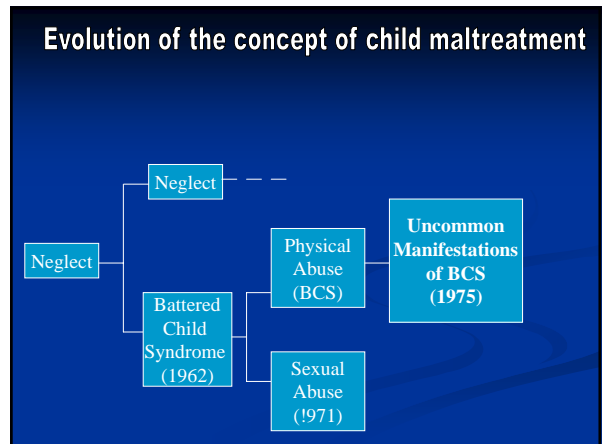 Evolution of the concept of child maltreatment
Neglect
Neglect
Battered
Child
Syndrome
(1962)
Physical
Abuse
(BCS)
Sexual
Abuse
(!971)
Uncommon
Manifestations
of BCS
(1975)